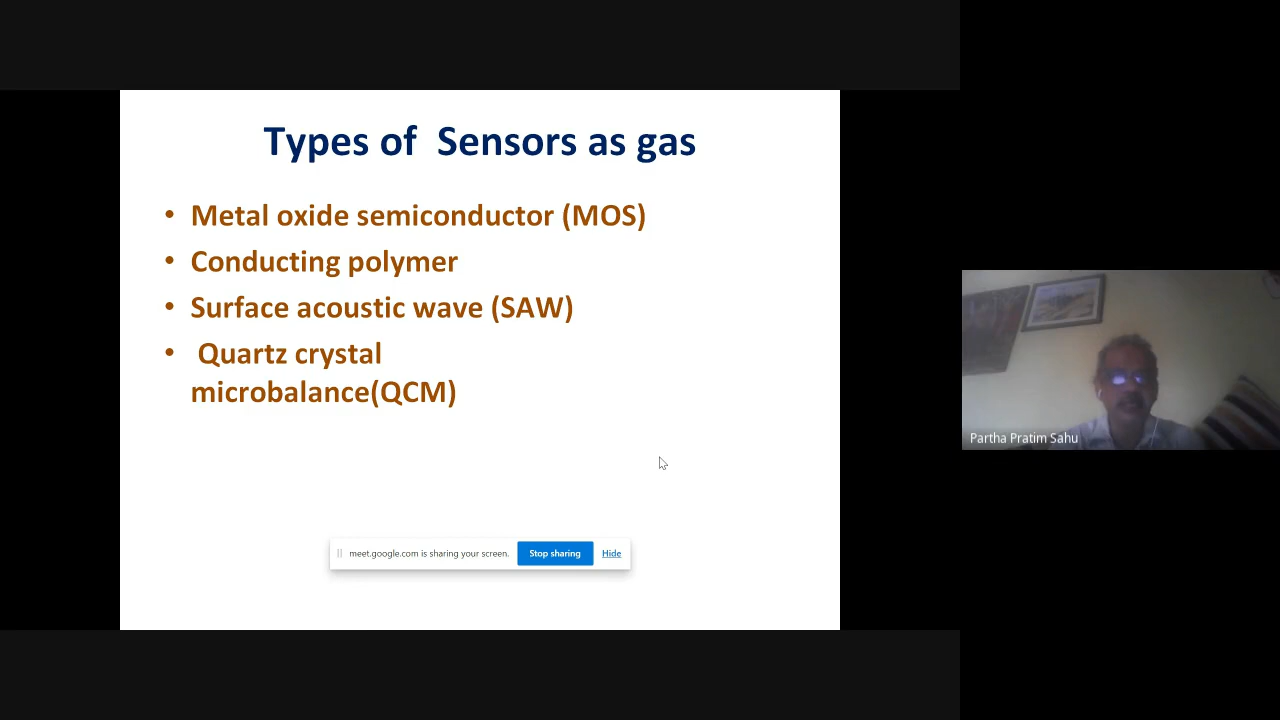 Types of  Sensors as gas
• Metal oxide semiconductor (MOS)
• Conducting polymer
• Surface acoustic wave (SAW)
•  Quartz crystal
microbalance(QCM)
meet.google.com is sharing your screen. Stop sharing Hide
Partha Pratim Sahu